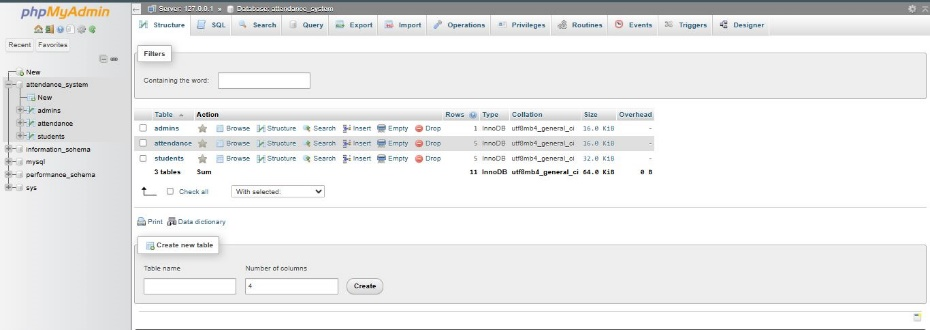 phpMyAdmin
Recent Favorites
New
attendance_system
New
admins
attendance
students
information_schema
mysql
performance_schema
sys
Server: 127.0.0.1 » Database: attendance_system
Structure SQL Search Query Export Import Operations Privileges Routines Events Triggers Designer
Filters
Containing the word:
Table Action Rows Type Collation Size Overhead
admins Browse Structure Search Insert Empty Drop 1 InnoDB utf8mb4_general_ci 16.0 KiB -
attendance Browse Structure Search Insert Empty Drop 5 InnoDB utf8mb4_general_ci 16.0 KiB -
students Browse Structure Search Insert Empty Drop 5 InnoDB utf8mb4_general_ci 32.0 KiB -
3 tables Sum 11 InnoDB utf8mb4_general_ci 64.0 KiB 0 B
Check all With selected:
Print Data dictionary
Create new table
Table name Number of columns
4 Create